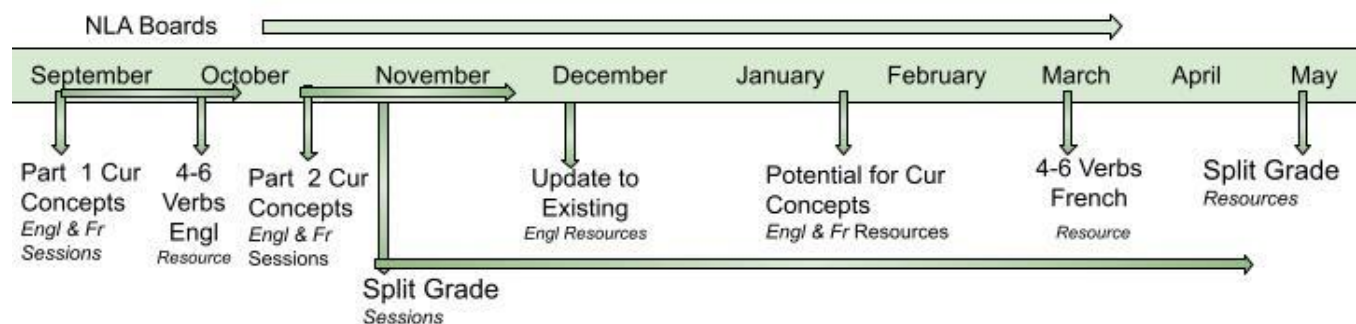 NLA Boards
September October November December January February March April May
Part 1 Cur
Concepts
Engl & Fr
Sessions
4-6
Verbs
Engl
Resource
Part 2 Cur
Concepts
Engl & Fr
Sessions
Split Grade
Sessions
Update to
Existing
Engl Resources
Potential for Cur
Concepts
Engl & Fr Resources
4-6 Verbs
French
Resource
Split Grade
Resources